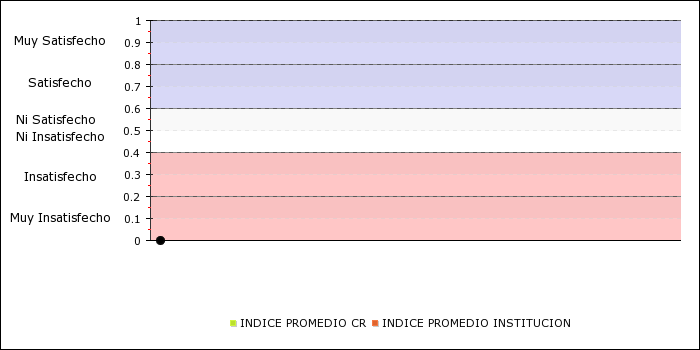 1
Muy Satisfecho
0.9
0.8
Satisfecho
0.7
0.6
Ni Satisfecho
Ni Insatisfecho
0.5
0.4
Insatisfecho
0.3
0.2
Muy Insatisfecho
0.1
0
INDICE PROMEDIO CR
INDICE PROMEDIO INSTITUCION